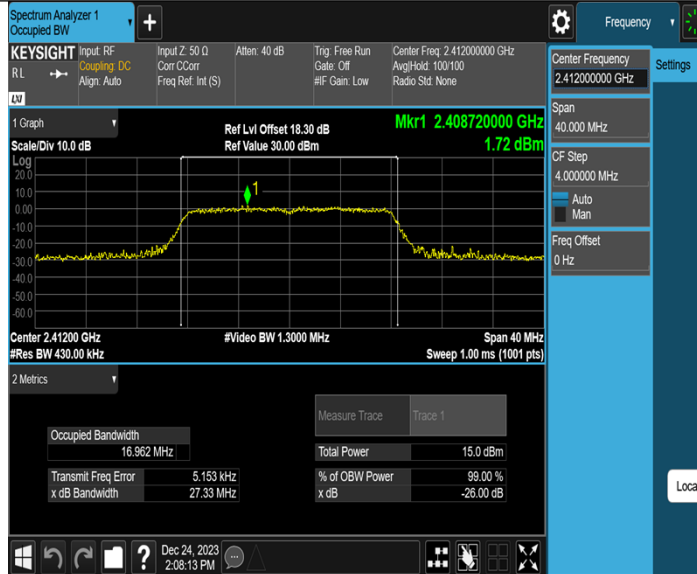 Spectrum Analyzer 1
Occupied BW
Frequency
KEYSIGHT
RL
LXI
Input: RF
Coupling: DC
Align: Auto
Input Z: 50 Ω
Corr CCorr
Freq Ref: Int (S)
Atten: 40 dB
Trig: Free Run
Gate: Off
#IF Gain: Low
Center Freq: 2.412000000 GHz
Avg|Hold: 100/100
Radio Std: None
Center Frequency
2.412000000 GHz
Settings
Span
40.000 MHz
CF Step
4.000000 MHz
Auto
Man
Freq Offset
0 Hz
1 Graph
Scale/Div 10.0 dB
Ref Lvl Offset 18.30 dB
Ref Value 30.00 dBm
Mkr1 2.408720000 GHz
1.72 dBm
Log
20.0
10.0
0.00
-10.0
-20.0
-30.0
-40.0
-50.0
-60.0
1
Center 2.41200 GHz
#Res BW 430.00 kHz
#Video BW 1.3000 MHz
Span 40 MHz
Sweep 1.00 ms (1001 pts)
2 Metrics
Measure Trace Trace 1
Occupied Bandwidth
16.962 MHz
Total Power 15.0 dBm
Transmit Freq Error 5.153 kHz
% of OBW Power 99.00 %
x dB Bandwidth 27.33 MHz
x dB -26.00 dB
Loca
?
Dec 24, 2023
2:08:13 PM